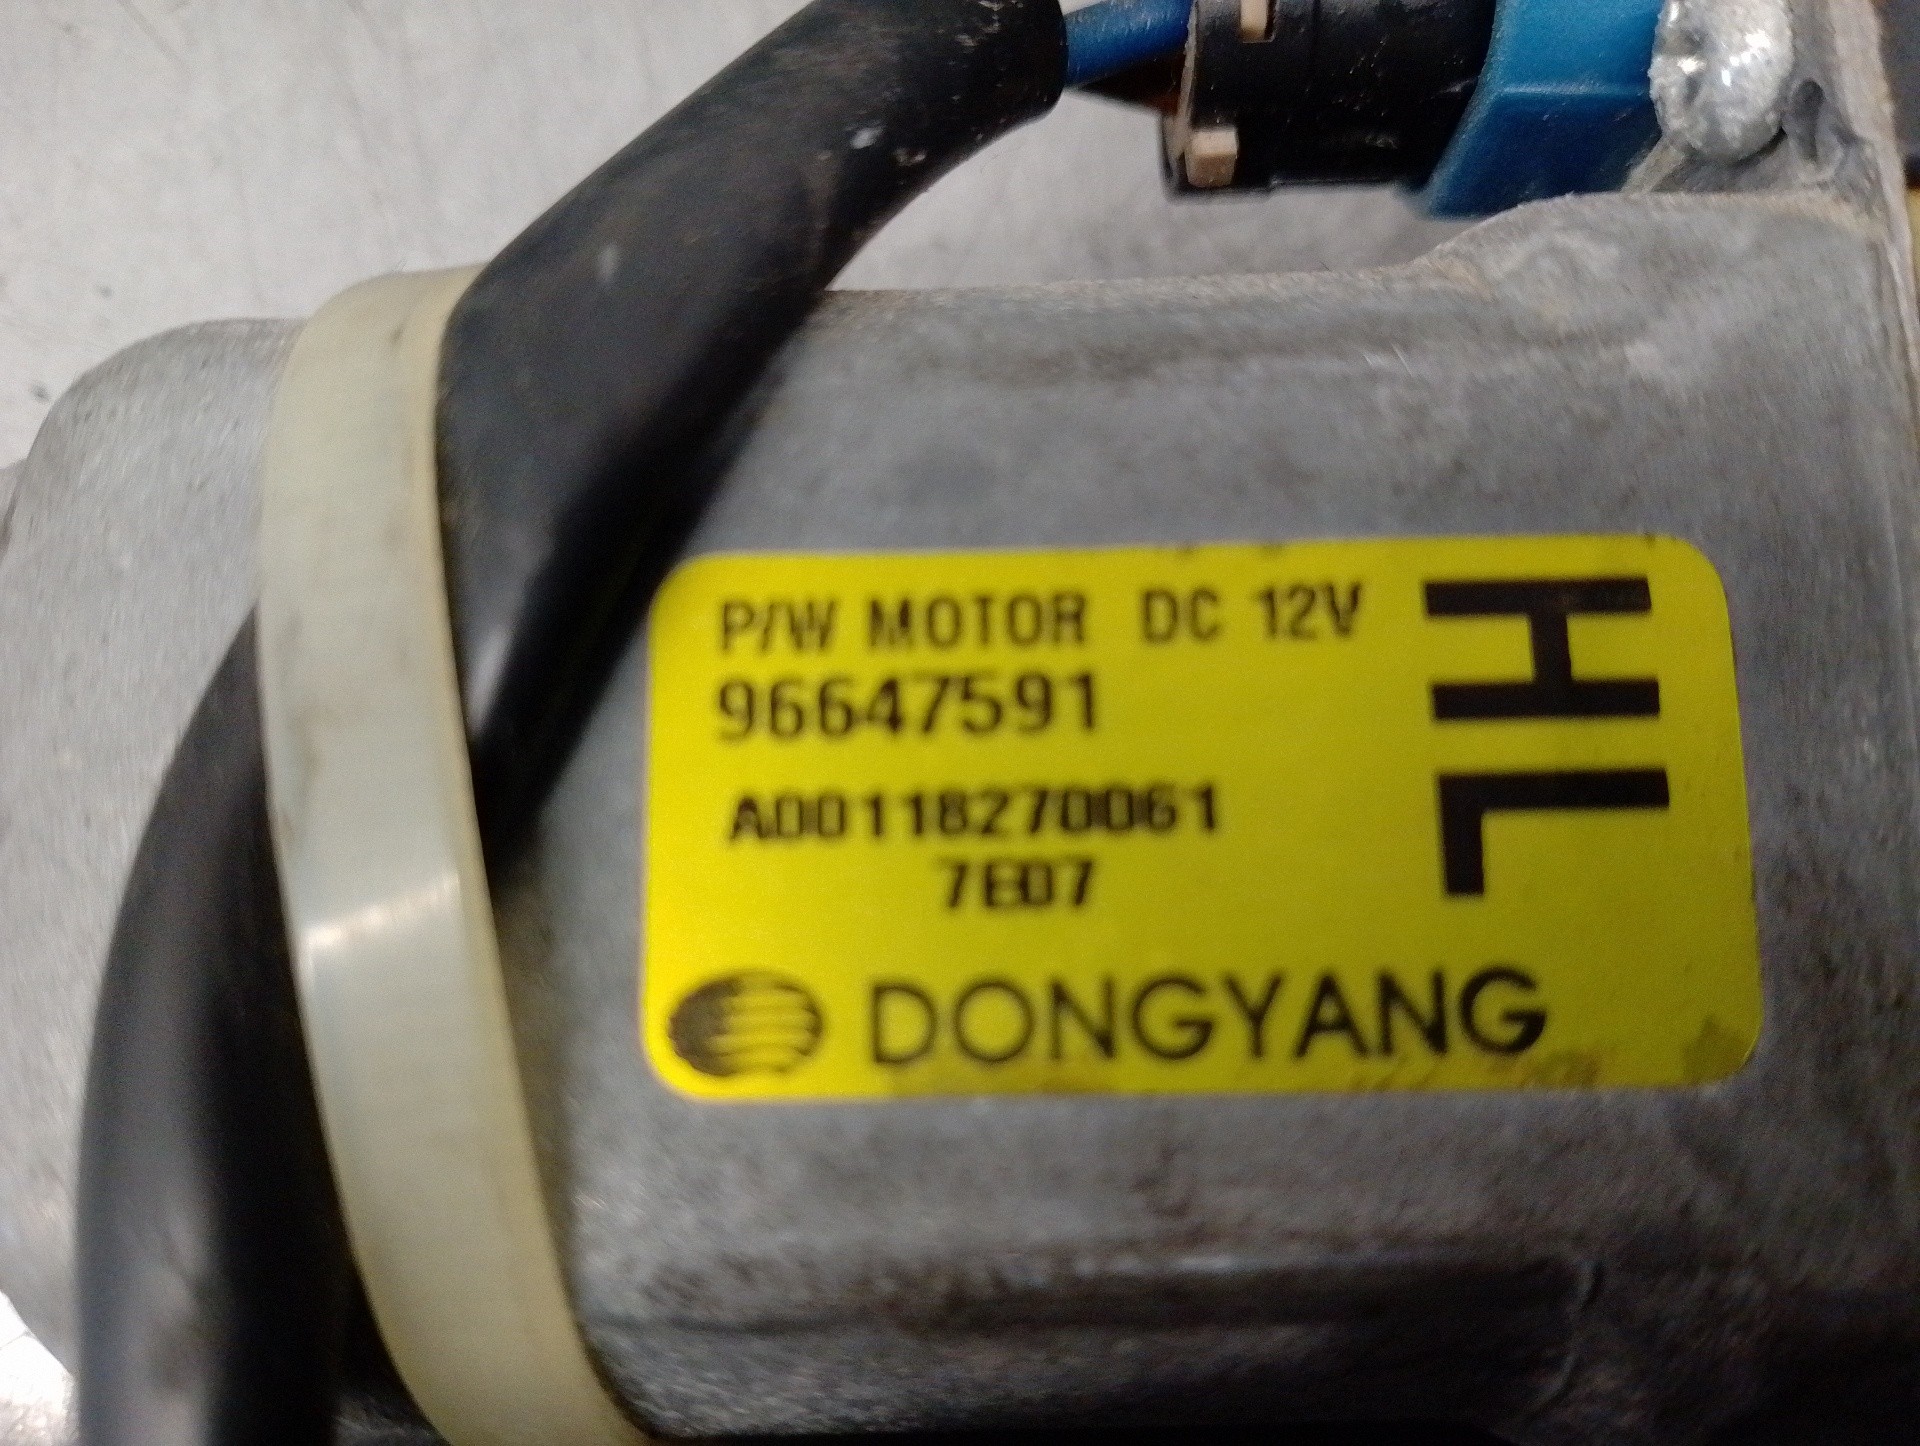 P/W MOTOR DC 12V
96647591
A00118270061
7E07
DONGYANG
HL